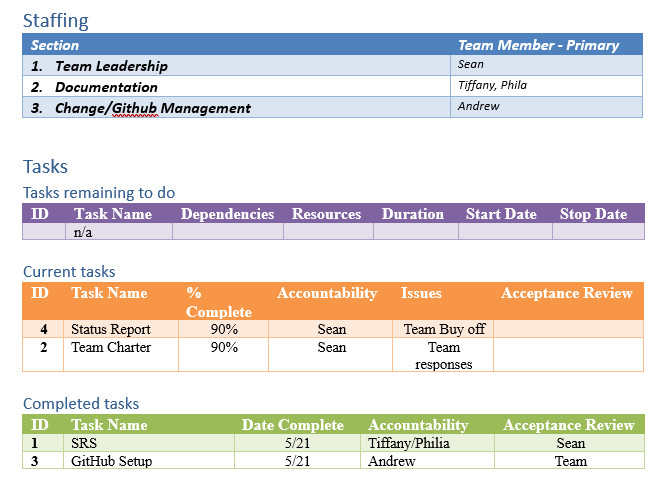 Staffing
Section Team Member - Primary
1. Team Leadership Sean
2. Documentation Tiffany, Phila
3. Change/Github Management Andrew
Tasks
Tasks remaining to do
ID Task Name Dependencies Resources Duration Start Date Stop Date
n/a
Current tasks
ID Task Name % Complete Accountability Issues Acceptance Review
4 Status Report 90% Sean Team Buy off
2 Team Charter 90% Sean Team responses
Completed tasks
ID Task Name Date Complete Accountability Acceptance Review
1 SRS 5/21 Tiffany/Philia Sean
3 GitHub Setup 5/21 Andrew Team